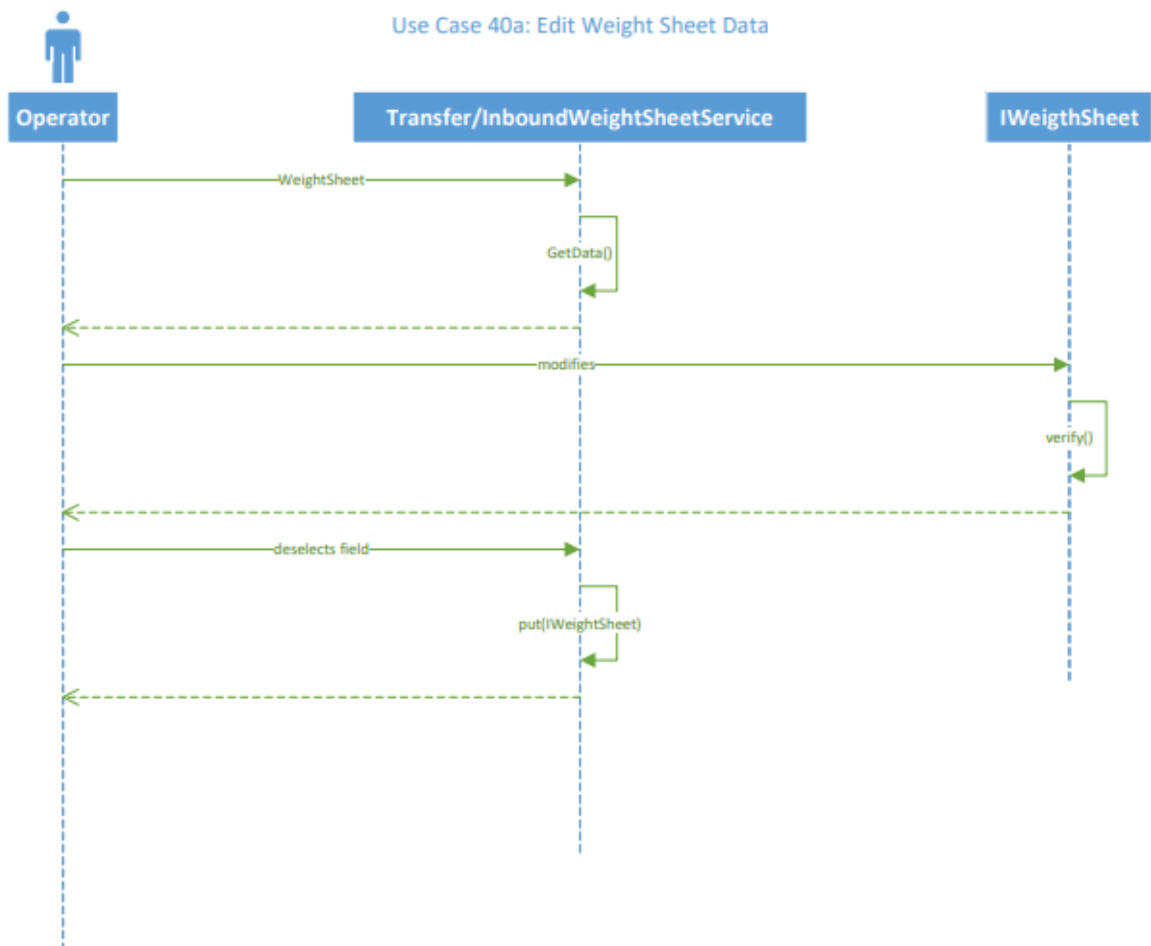 Use Case 40a: Edit Weight Sheet Data
Operator
Transfer/InboundWeightSheetService
IWeigthSheet
WeightSheet
GetData()
modifies
verify()
deselects field
put(IWeightSheet)